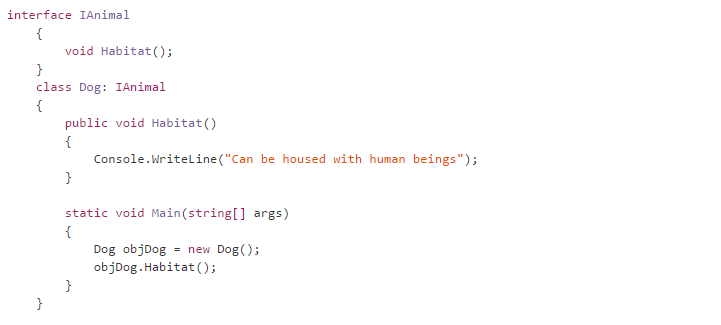 interface IAnimal
    {
        void Habitat();
    }
    class Dog: IAnimal
    {
        public void Habitat()
        {
            Console.WriteLine("Can be housed with human beings");
        }

        static void Main(string[] args)
        {
            Dog objDog = new Dog();
            objDog.Habitat();
        }
    }